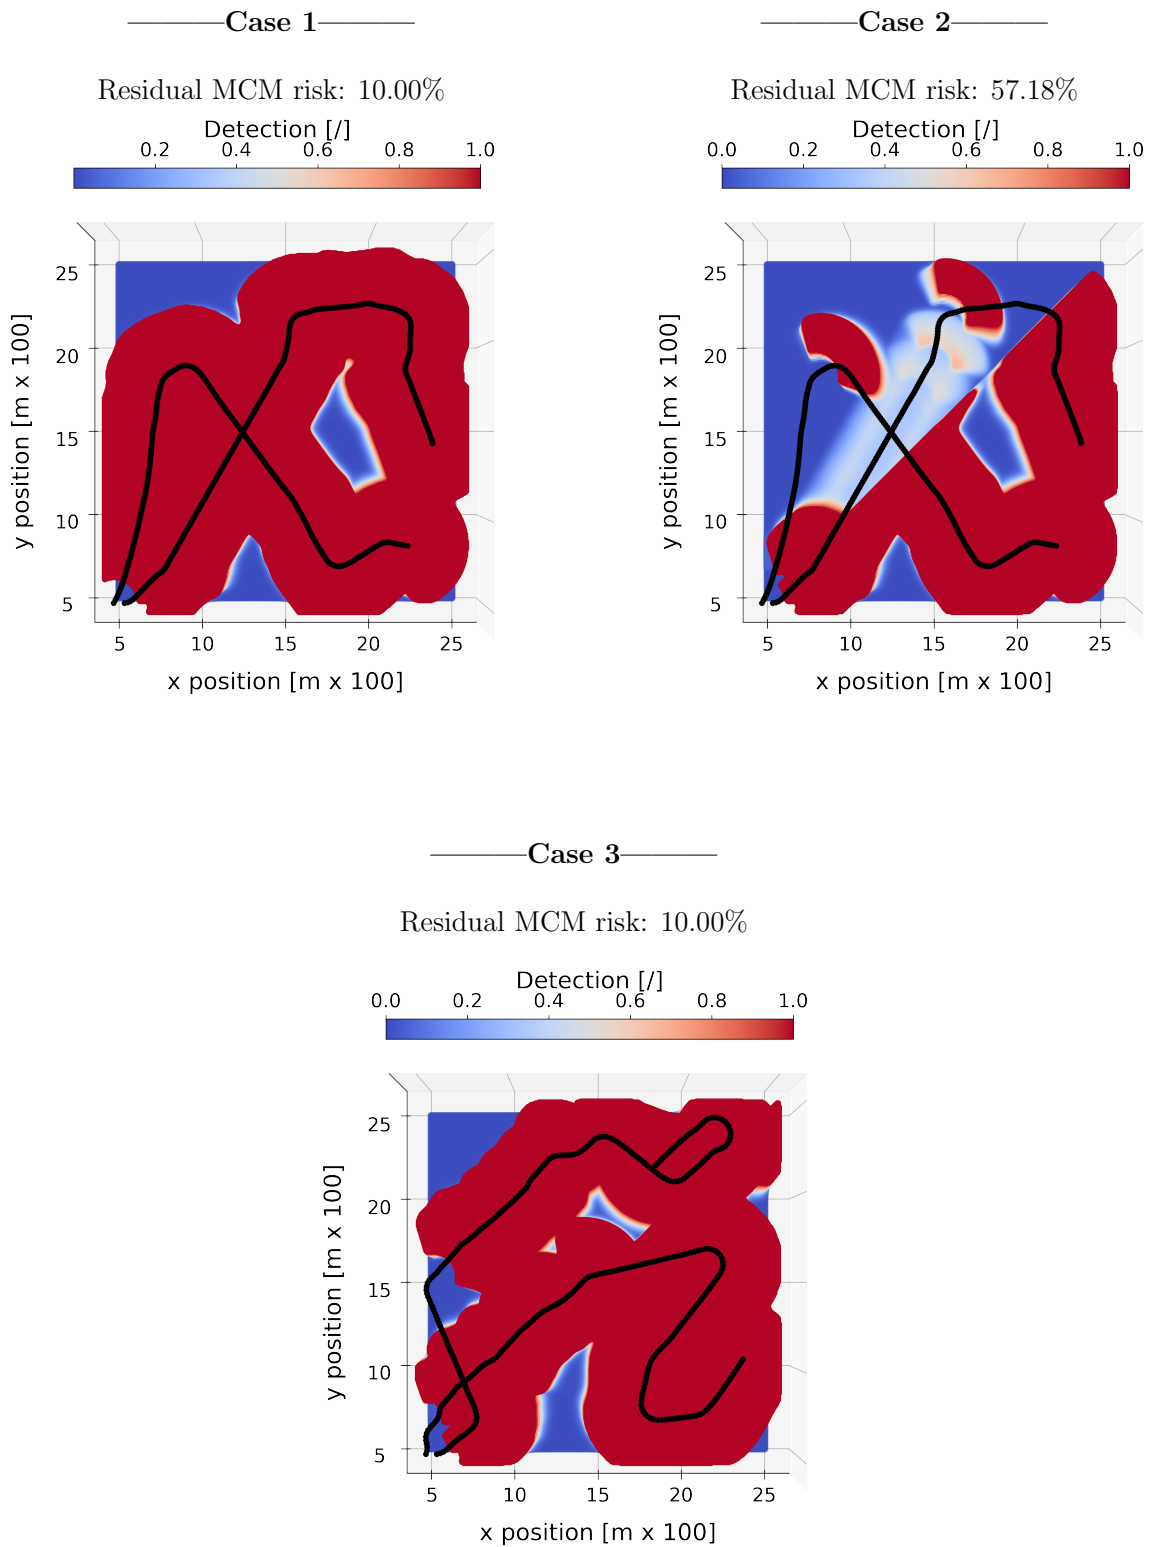 Case 1
Residual MCM risk: 10.00%
Detection [/]
0.2 0.4 0.6 0.8 1.0
25
20
15
10
5
y position [m x 100]
5 10 15 20 25
x position [m x 100]
Case 2
Residual MCM risk: 57.18%
Detection [/]
0.0 0.2 0.4 0.6 0.8 1.0
25
20
15
10
5
y position [m x 100]
5 10 15 20 25
x position [m x 100]
Case 3
Residual MCM risk: 10.00%
Detection [/]
0.0 0.2 0.4 0.6 0.8 1.0
25
20
15
10
5
y position [m x 100]
5 10 15 20 25
x position [m x 100]